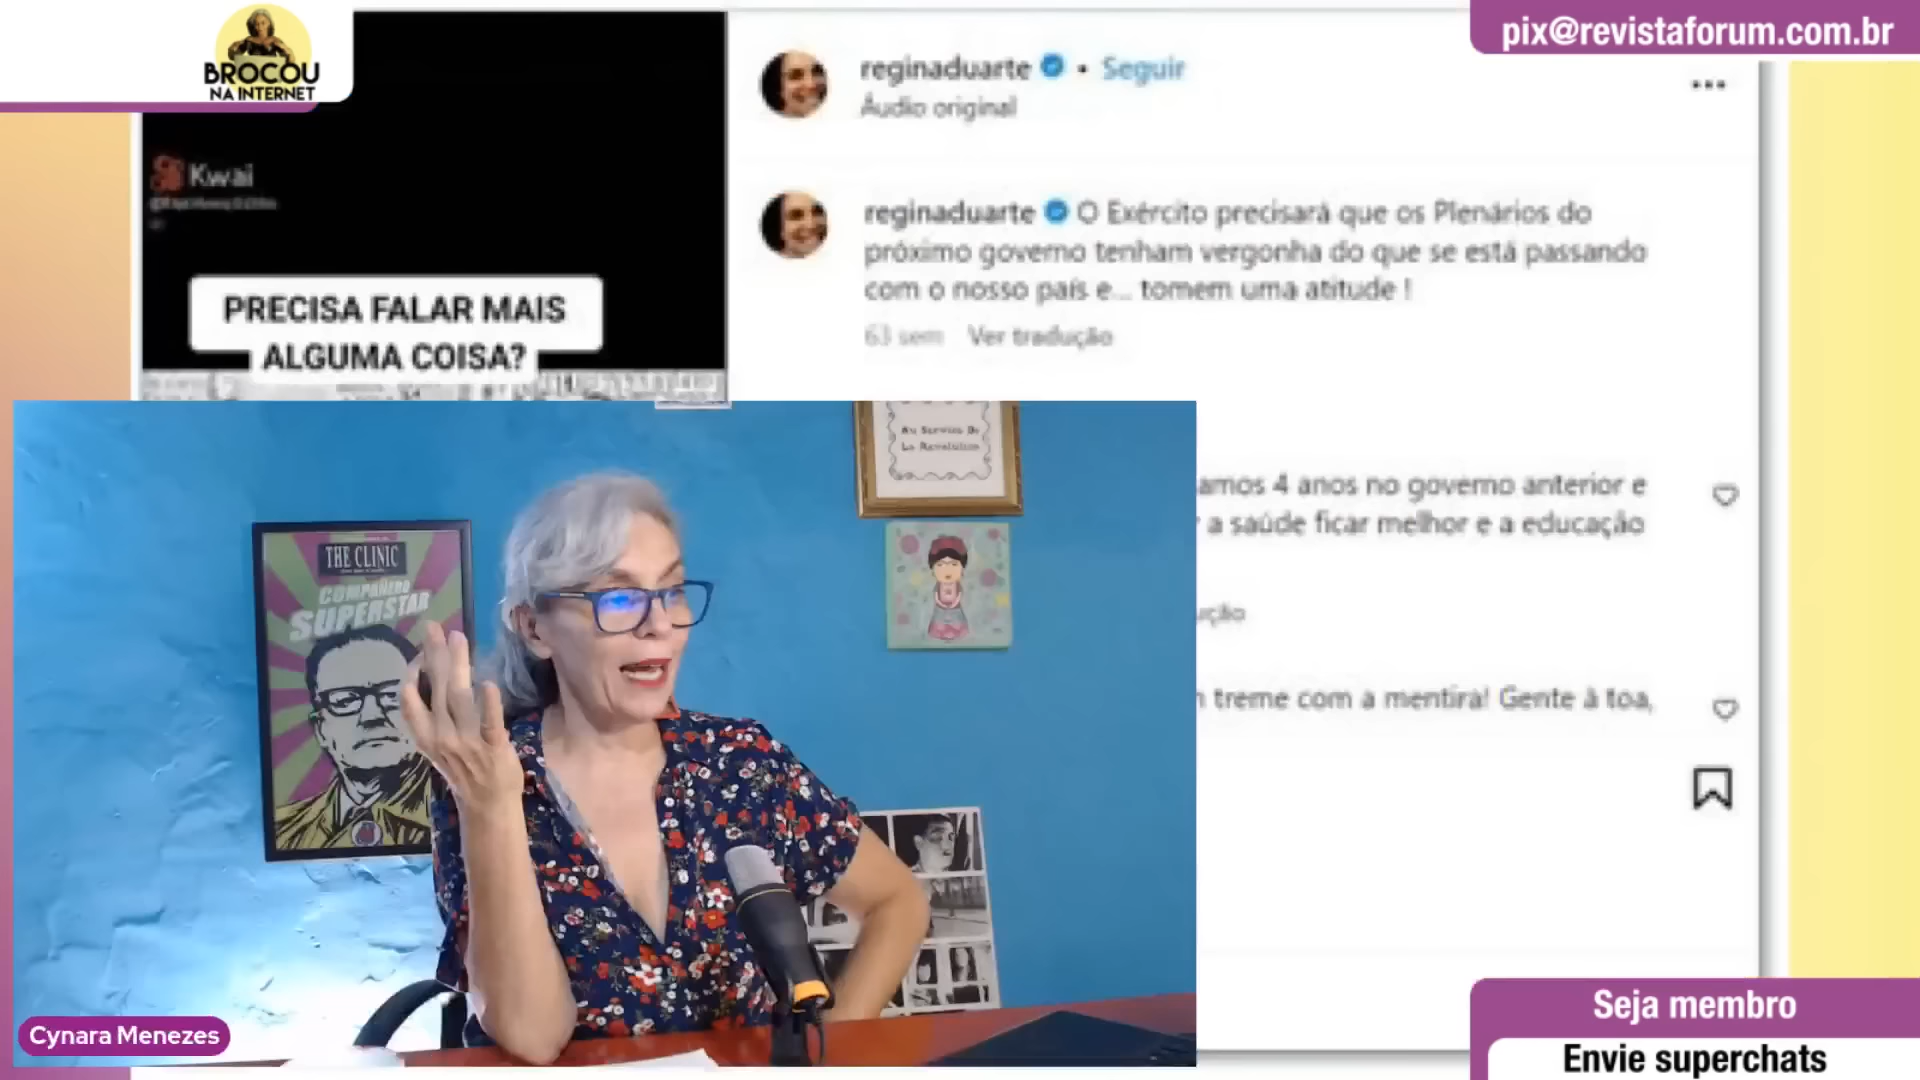 BROCOU
NA INTERNET
pix@revistaforum.com.br
Kwai
PRECISA FALAR MAIS
ALGUMA COISA?
reginaduarte • Seguir
Áudio original
reginaduarte O Exército precisará que os Plenários do
próximo governo tenham vergonha do que se está passando
com o nosso país e... tomem uma atitude !
63 sem Ver tradução
amos 4 anos no governo anterior e
a saúde ficar melhor e a educação
ução
treme com a mentira! Gente à toa,
THE CLINIC
COMPAÑERO
SUPERSTAR
Cynara Menezes
Seja membro
Envie superchats